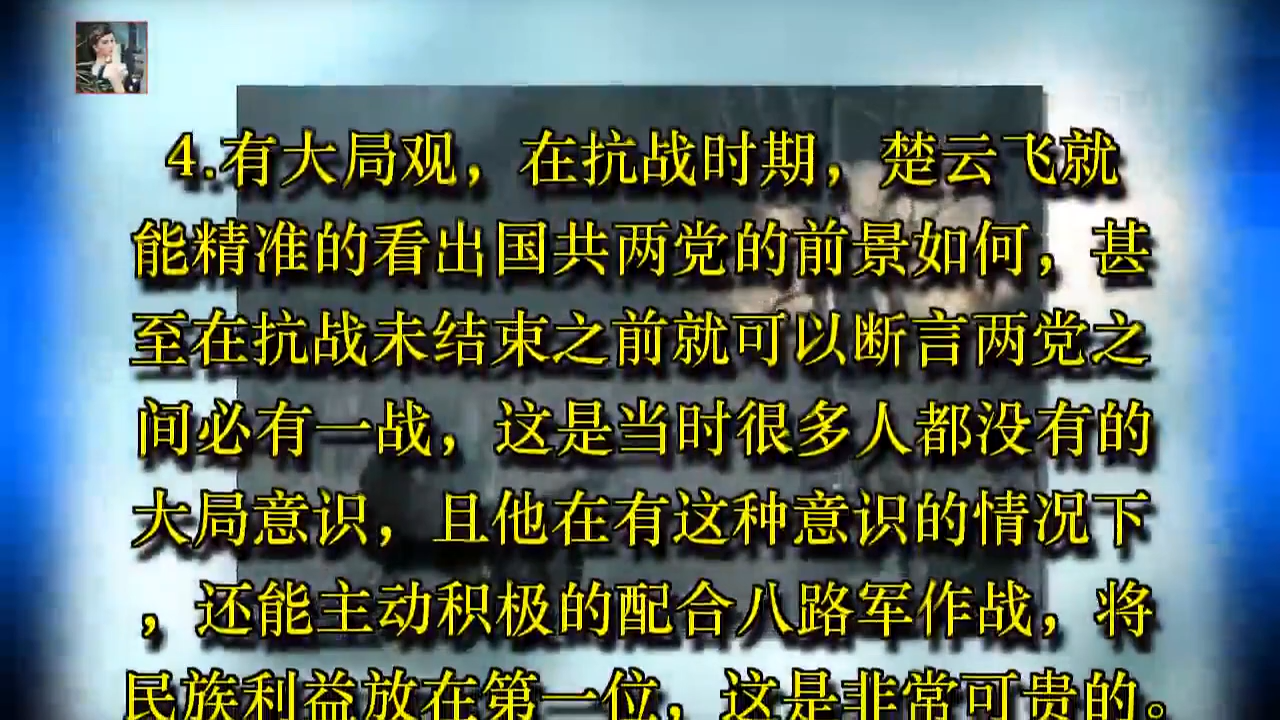 4.有大局观，在抗战时期，楚云飞就
能精准的看出国共两党的前景如何，甚
至在抗战未结束之前就可以断言两党之
间必有一战，这是当时很多人都没有的
大局意识，且他在有这种意识的情况下
，还能主动积极的配合八路军作战，将
民族利益放在第一位，这是非常可贵的。